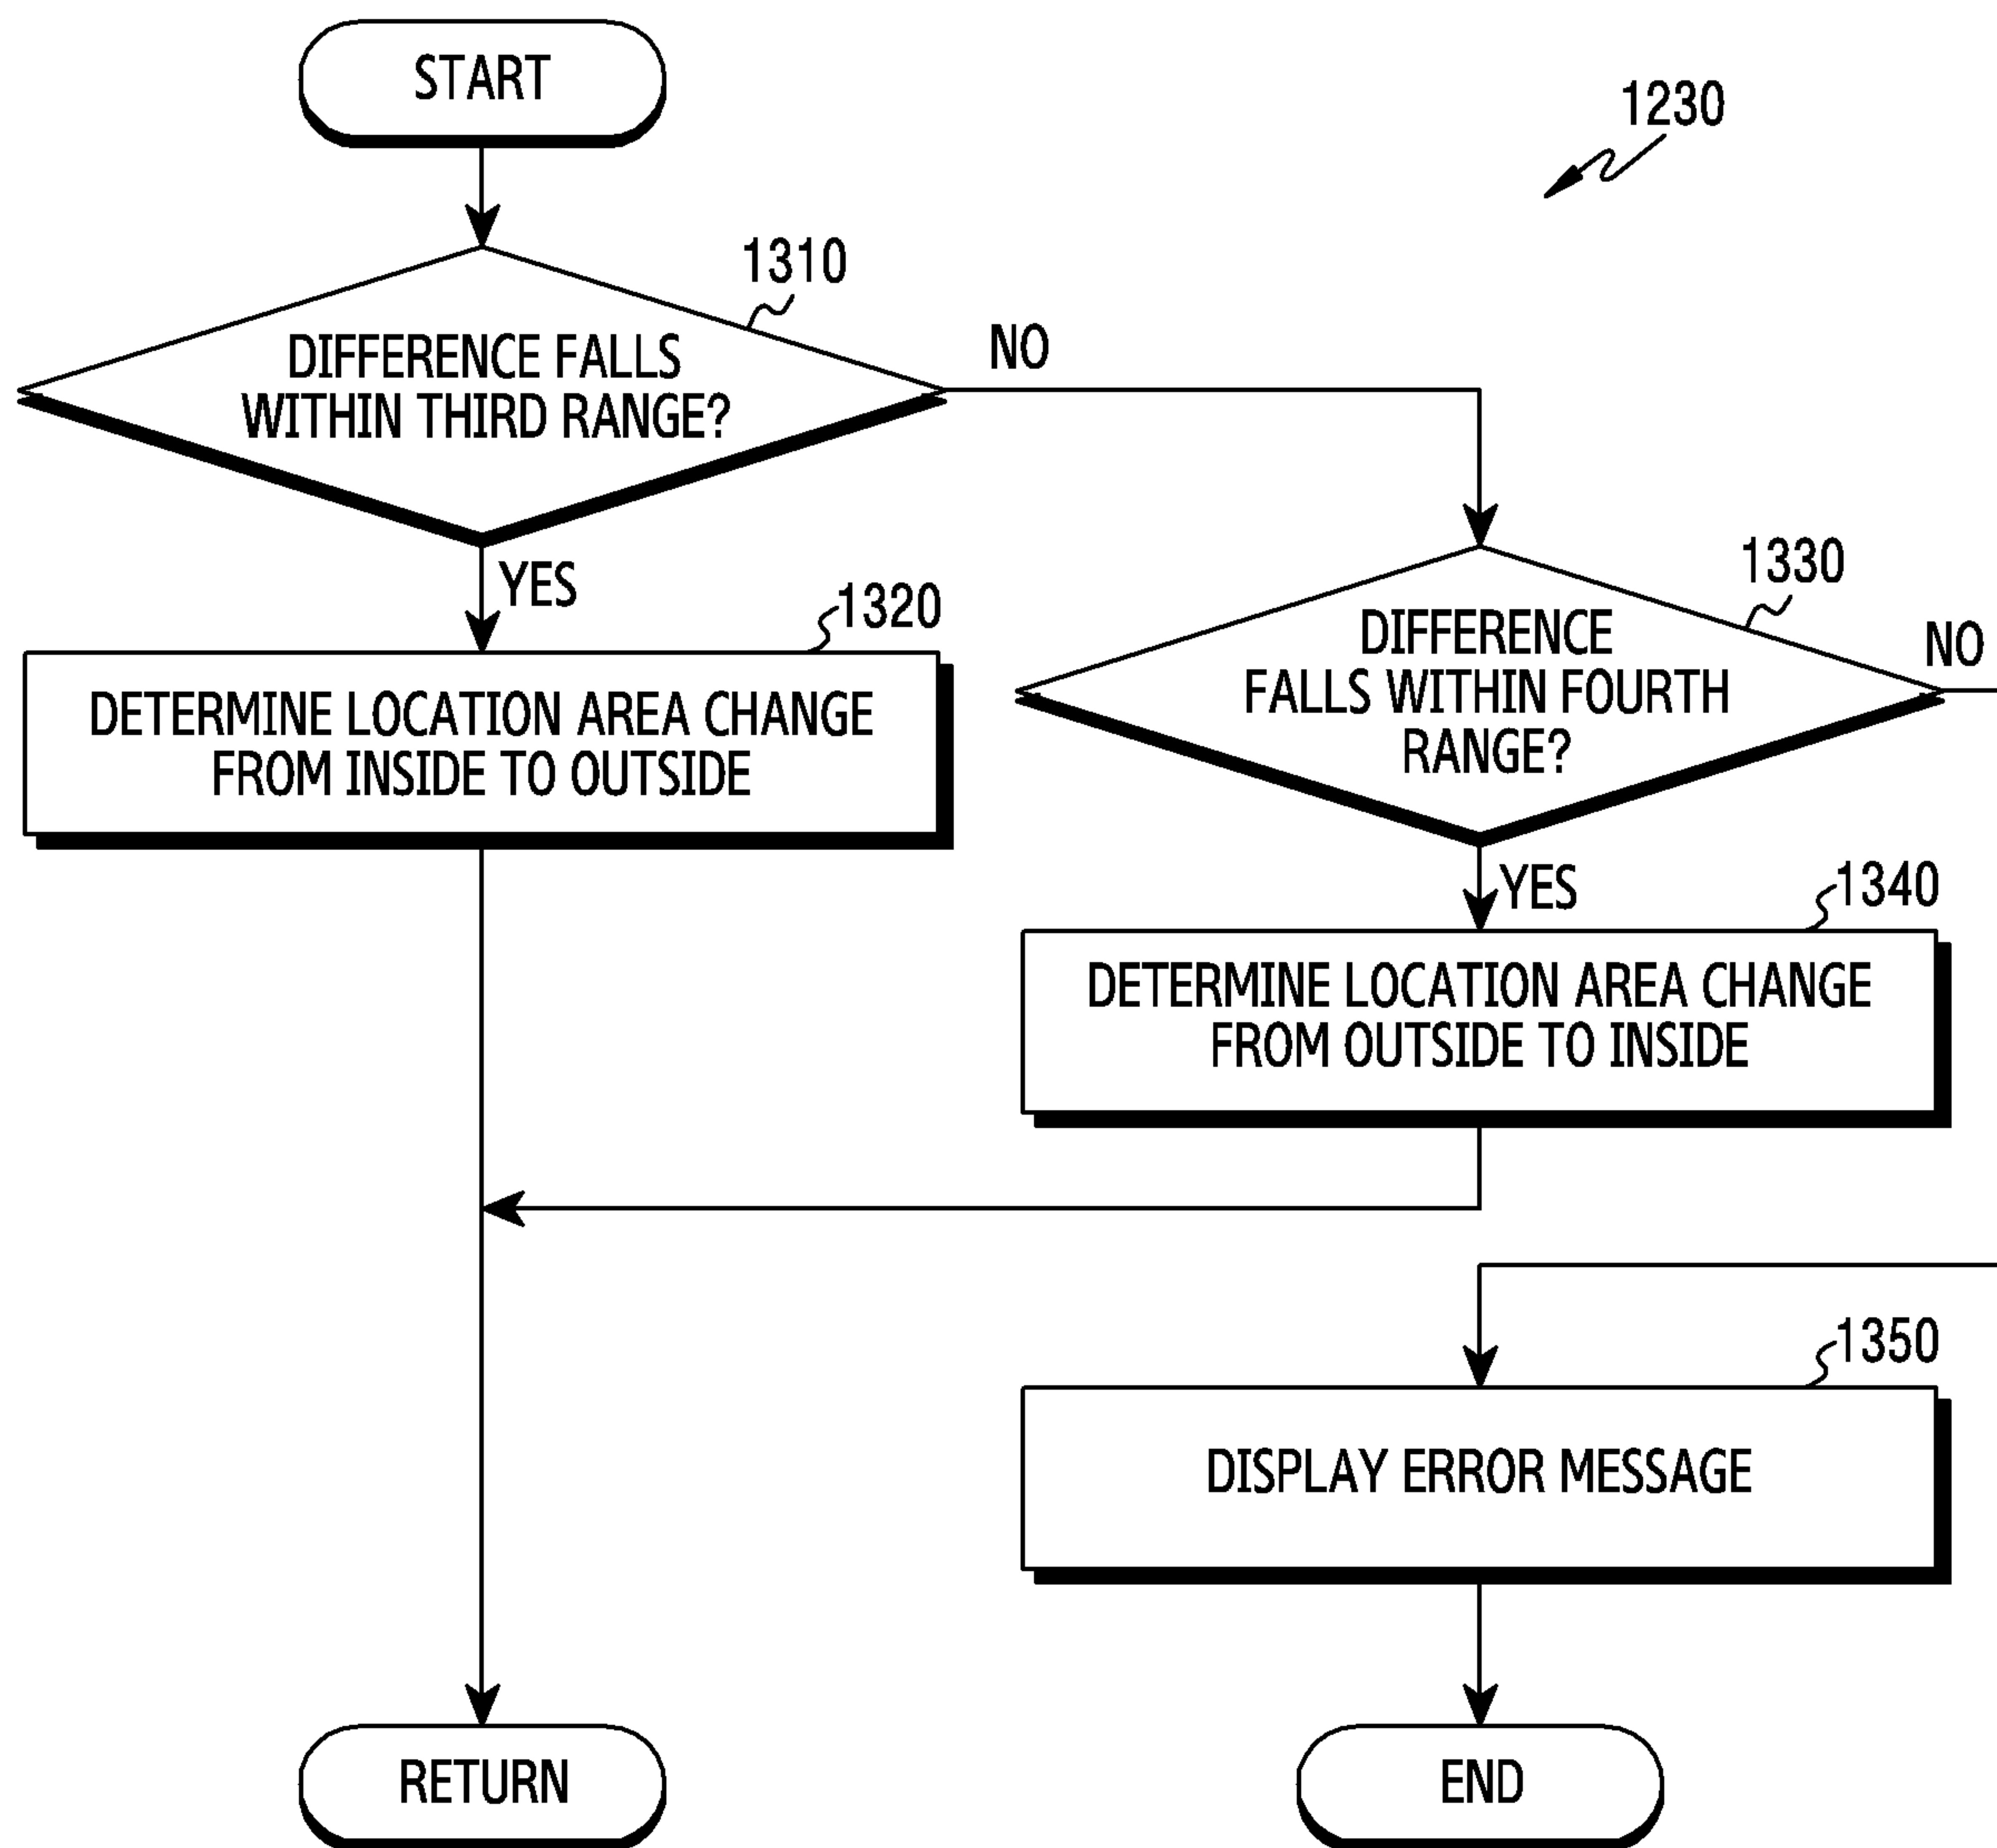 START
1230
1310
DIFFERENCE FALLS
WITHIN THIRD RANGE?
NO
YES
1320
DETERMINE LOCATION AREA CHANGE
FROM INSIDE TO OUTSIDE
1330
DIFFERENCE
FALLS WITHIN FOURTH
RANGE?
NO
YES
1340
DETERMINE LOCATION AREA CHANGE
FROM OUTSIDE TO INSIDE
1350
DISPLAY ERROR MESSAGE
RETURN
END